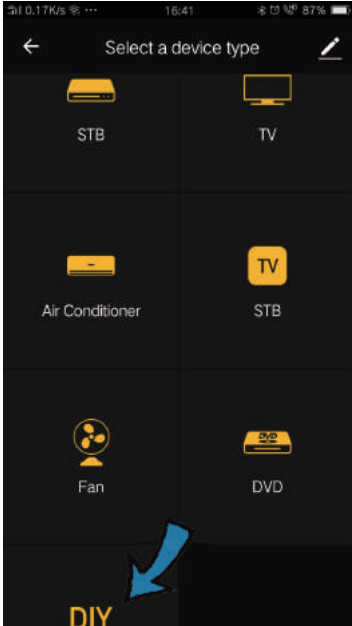 0.17K/s ... 16:41 87%
Select a device type
STB TV
TV
Air Conditioner STB
DVD
Fan DVD
DIY